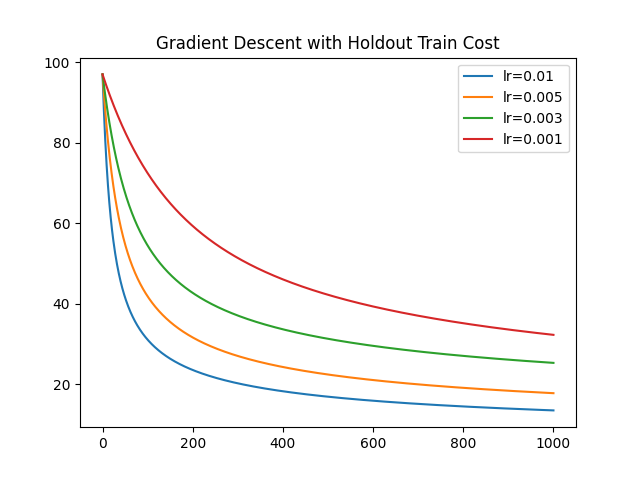 Gradient Descent with Holdout Train Cost
100
80
60
40
20
lr=0.01
lr=0.005
lr=0.003
lr=0.001
0 200 400 600 800 1000